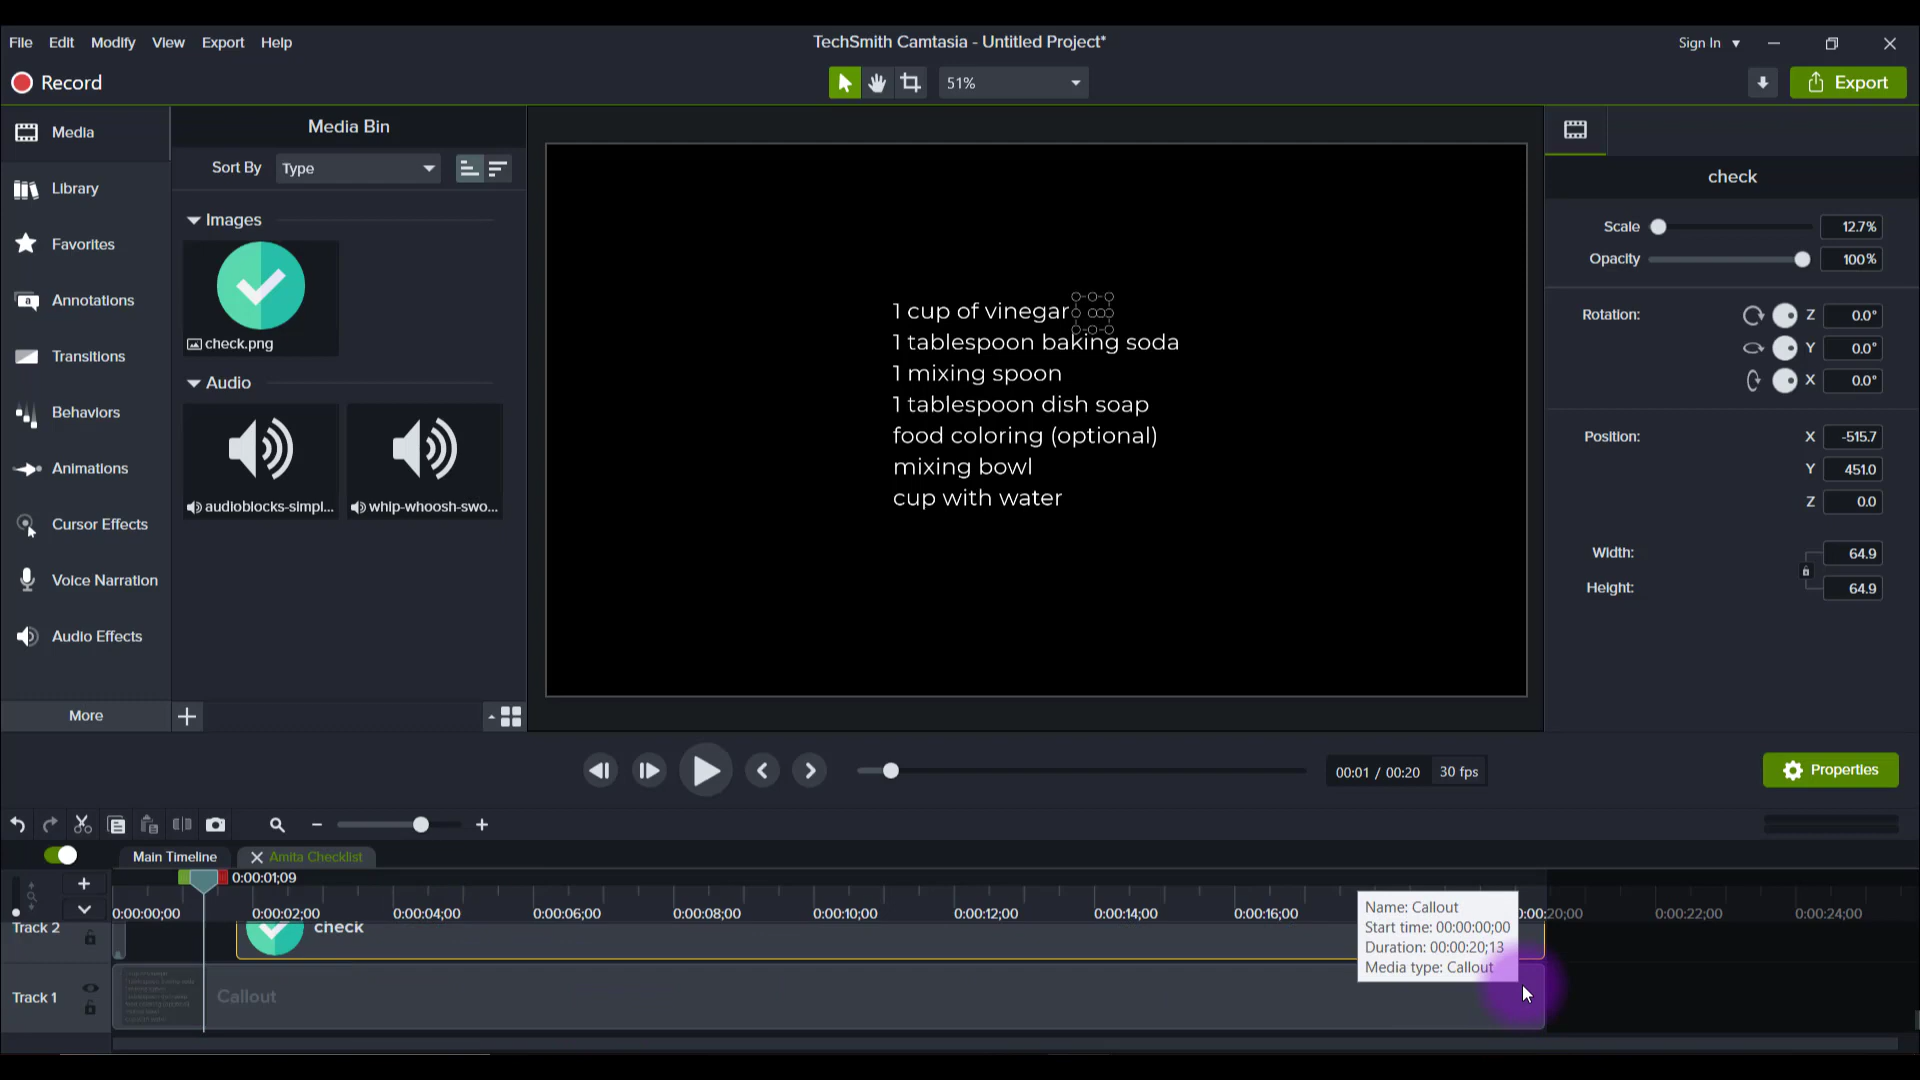 File Edit Modify View Export Help
TechSmith Camtasia - Untitled Project*
Sign In
Record
51%
Export
Media
Library
Favorites
Annotations
Transitions
Behaviors
Animations
Cursor Effects
Voice Narration
Audio Effects
More
Media Bin
Sort By Type
Images
check.png
Audio
audioblocks-simpl...
whip-whoosh-swo...
1 cup of vinegar
1 tablespoon baking soda
1 mixing spoon
1 tablespoon dish soap
food coloring (optional)
mixing bowl
cup with water
check
Scale 12.7%
Opacity 100%
Rotation: Z 0.0°
Y 0.0°
X 0.0°
Position: X -515.7
Y 451.0
Z 0.0
Width: 64.9
Height: 64.9
00:01 / 00:20 30 fps
Properties
Main Timeline Amita Checklist
0:00:01;09
0:00:00;00 0:00:02;00 0:00:04;00 0:00:06;00 0:00:08;00 0:00:10;00 0:00:12;00 0:00:14;00 0:00:16;00 0:00:20;00 0:00:22;00 0:00:24;00
Track 2 check
Track 1 Callout
Name: Callout
Start time: 00:00:00;00
Duration: 00:00:20;13
Media type: Callout